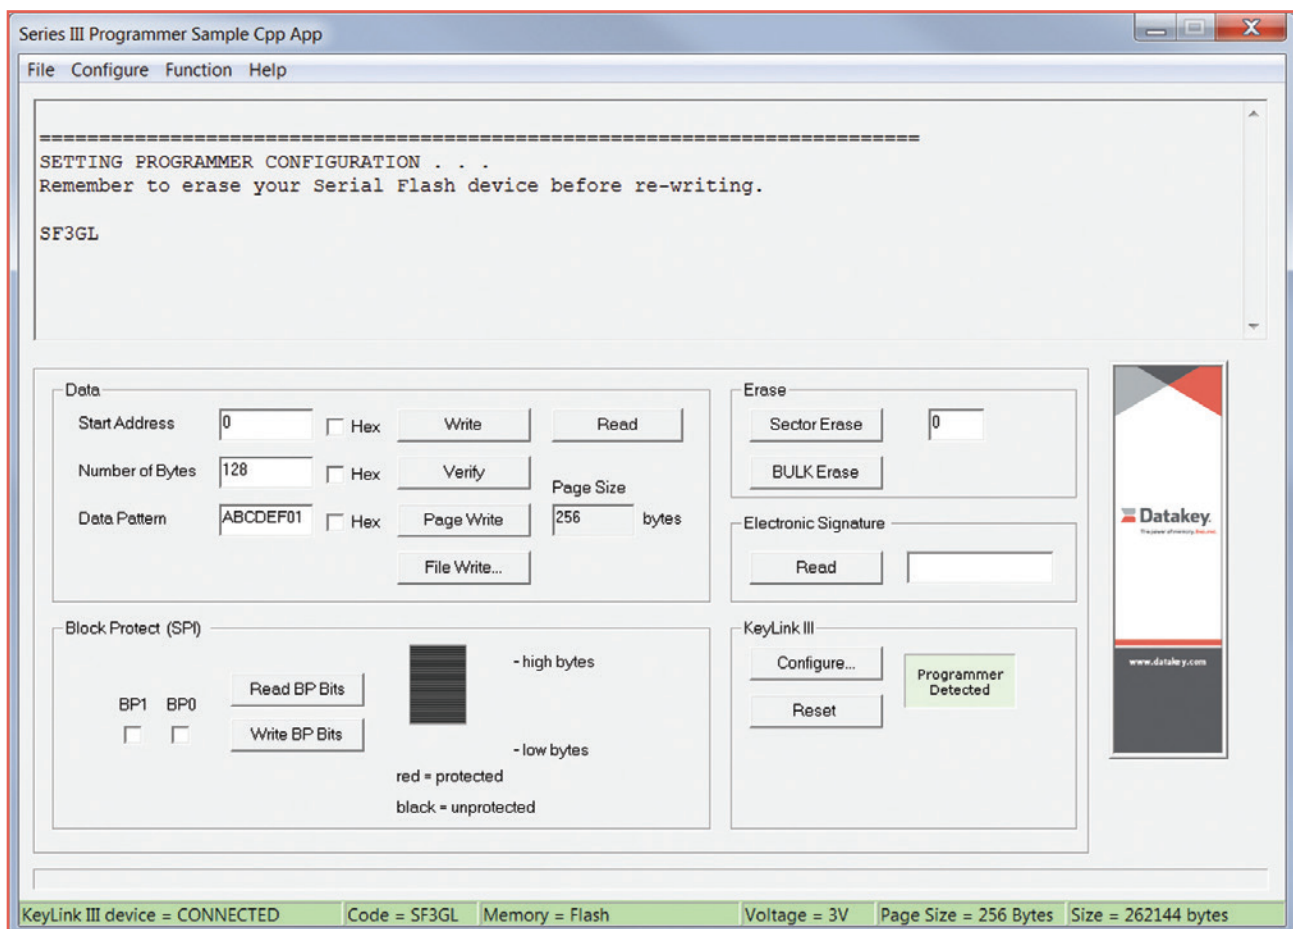 Series III Programmer Sample Cpp App
File Configure Function Help
==========================================================================
SETTING PROGRAMMER CONFIGURATION . . .
Remember to erase your Serial Flash device before re-writing.
SF3GL
Data
Start Address 0 Hex Write Read
Number of Bytes 128 Hex Verify
Page Size
Data Pattern ABCDEF01 Hex Page Write 256 bytes
File Write...
Erase
Sector Erase 0
BULK Erase
Electronic Signature
Read
Block Protect (SPI)
BP1 BP0
Read BP Bits
Write BP Bits
- high bytes
- low bytes
red = protected
black = unprotected
KeyLink III
Configure...
Reset
Programmer
Detected
Datakey.
The power of memory. Secured.
www.datakey.com
KeyLink III device = CONNECTED Code = SF3GL Memory = Flash Voltage = 3V Page Size = 256 Bytes Size = 262144 bytes